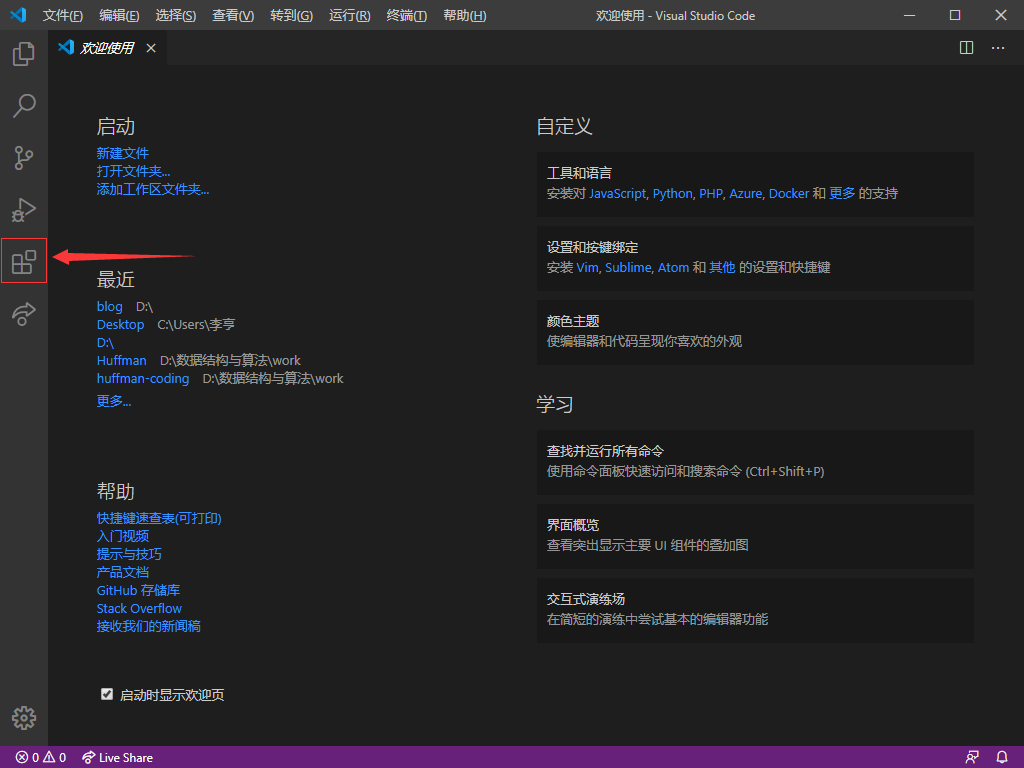 文件(F) 编辑(E) 选择(S) 查看(V) 转到(G) 运行(R) 终端(T) 帮助(H) 欢迎使用 - Visual Studio Code
欢迎使用
启动
新建文件
打开文件夹...
添加工作区文件夹...
最近
blog D:\
Desktop C:\Users\李亨
D:\
Huffman D:\数据结构与算法\work
huffman-coding D:\数据结构与算法\work
更多...
帮助
快捷键速查表(可打印)
入门视频
提示与技巧
产品文档
GitHub 存储库
Stack Overflow
接收我们的新闻稿
启动时显示欢迎页
自定义
工具和语言
安装对 JavaScript, Python, PHP, Azure, Docker 和 更多 的支持
设置和按键绑定
安装 Vim, Sublime, Atom 和 其他 的设置和快捷键
颜色主题
使编辑器和代码呈现你喜欢的外观
学习
查找并运行所有命令
使用命令面板快速访问和搜索命令 (Ctrl+Shift+P)
界面概览
查看突出显示主要 UI 组件的叠加图
交互式演练场
在简短的演练中尝试基本的编辑器功能
0 0 Live Share